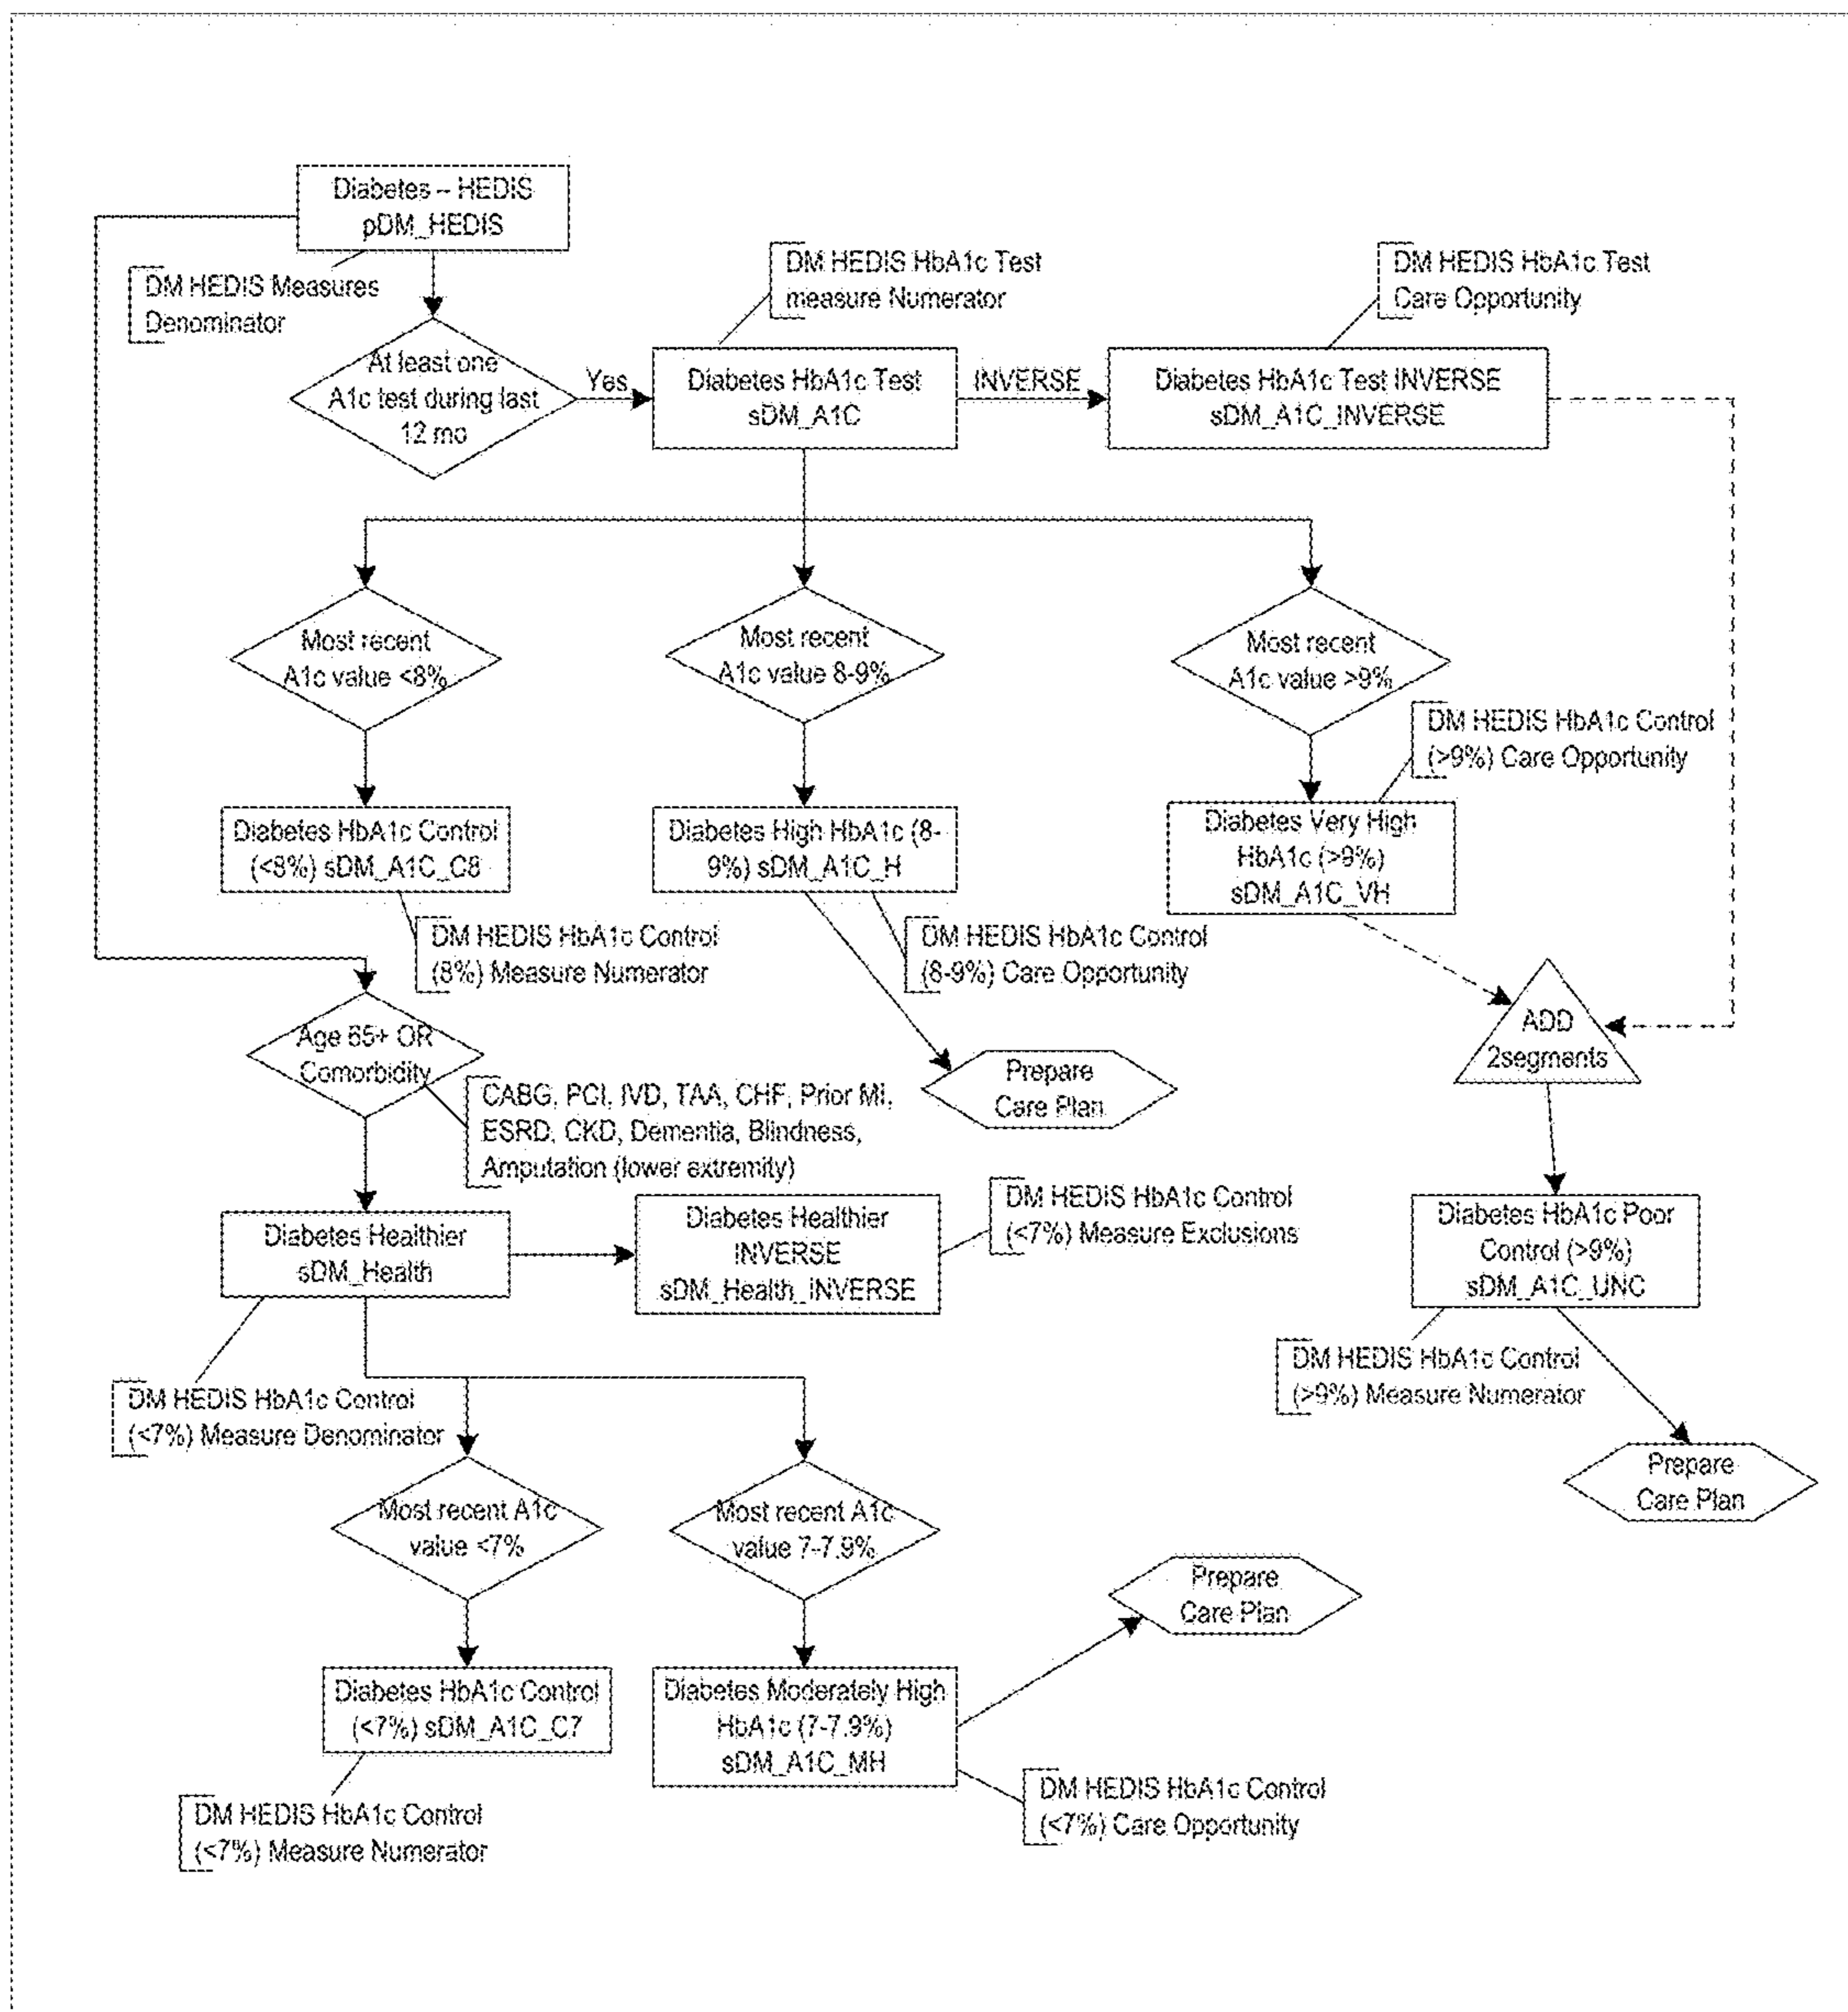 Diabetes – HEDIS
pDM_HEDIS
DM HEDIS Measures
Denominator
At least one
A1c test during last
12 mo
Yes
DM HEDIS HbA1c Test
measure Numerator
Diabetes HbA1c Test
sDM_A1C
INVERSE
DM HEDIS HbA1c Test
Care Opportunity
Diabetes HbA1c Test INVERSE
sDM_A1C_INVERSE
Most recent
A1c value <8%
Most recent
A1c value 8-9%
Most recent
A1c value >9%
DM HEDIS HbA1c Control
(>9%) Care Opportunity
Diabetes HbA1c Control
(<8%) sDM_A1C_C8
Diabetes High HbA1c (8-
9%) sDM_A1C_H
Diabetes Very High
HbA1c (>9%)
sDM_A1C_VH
DM HEDIS HbA1c Control
(8%) Measure Numerator
DM HEDIS HbA1c Control
(8-9%) Care Opportunity
ADD
2segments
Age 65+ OR
Comorbidity
CABG, PCI, IVD, TAA, CHF, Prior MI,
ESRD, CKD, Dementia, Blindness,
Amputation (lower extremity)
Prepare
Care Plan
Diabetes Healthier
sDM_Health
Diabetes Healthier
INVERSE
sDM_Health_INVERSE
DM HEDIS HbA1c Control
(<7%) Measure Exclusions
Diabetes HbA1c Poor
Control (>9%)
sDM_A1C_UNC
DM HEDIS HbA1c Control
(>9%) Measure Numerator
Prepare
Care Plan
DM HEDIS HbA1c Control
(<7%) Measure Denominator
Most recent A1c
value <7%
Most recent A1c
value 7-7.9%
Prepare
Care Plan
Diabetes HbA1c Control
(<7%) sDM_A1C_C7
Diabetes Moderately High
HbA1c (7-7.9%)
sDM_A1C_MH
DM HEDIS HbA1c Control
(<7%) Measure Numerator
DM HEDIS HbA1c Control
(<7%) Care Opportunity